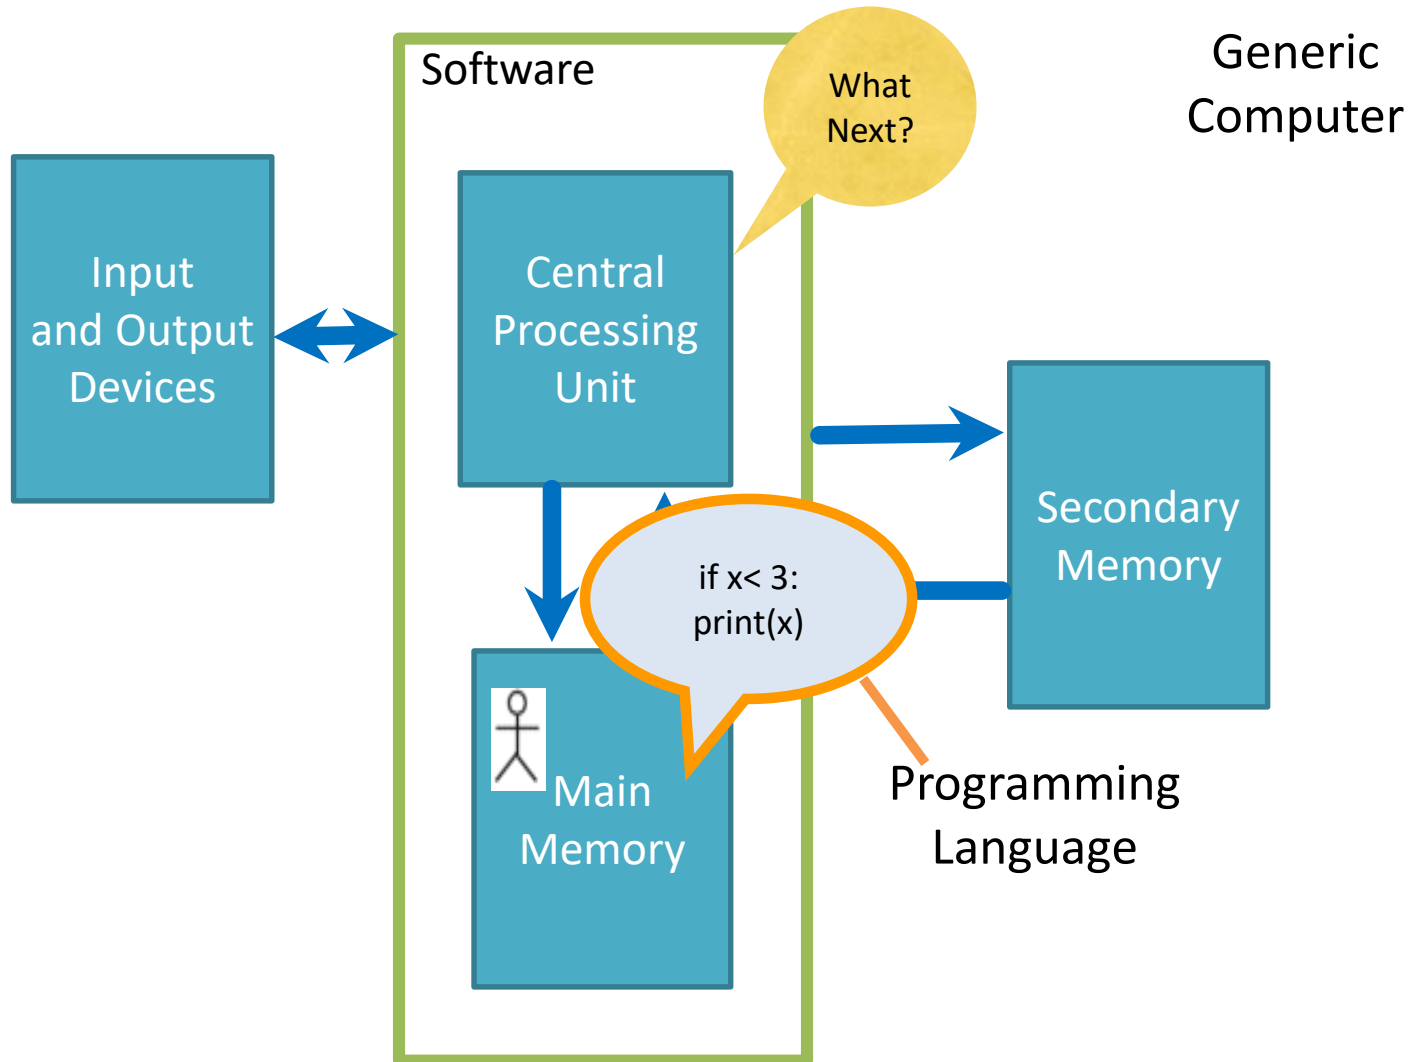 Generic
Computer
Software
What
Next?
Input
and Output
Devices
Central
Processing
Unit
Secondary
Memory
if x< 3:
print(x)
Main
Memory
Programming
Language